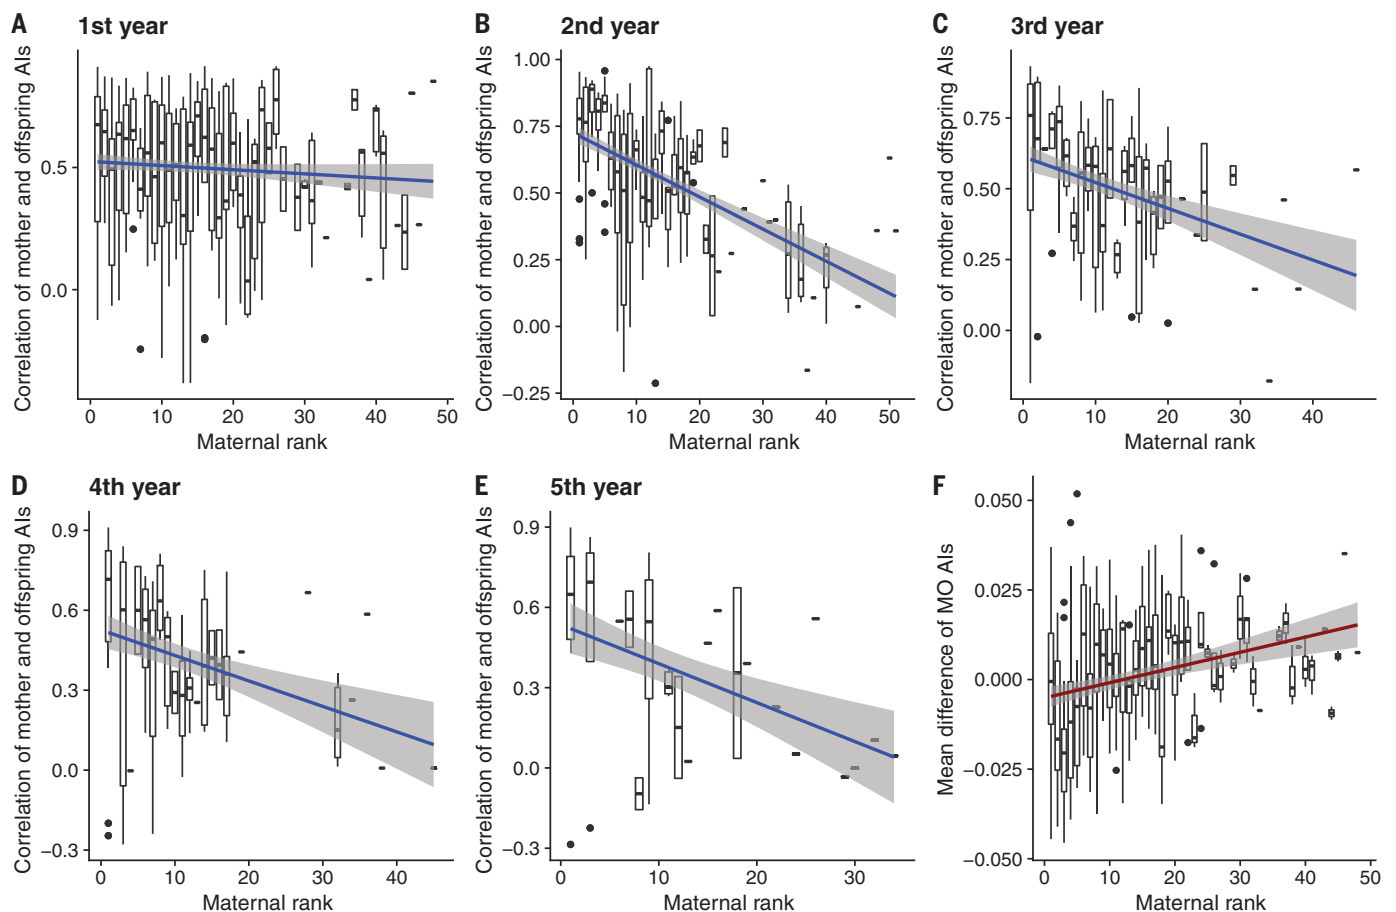 A 1st year
Correlation of mother and offspring AIs
0.5
0.0
0 10 20 30 40 50
Maternal rank
B 2nd year
Correlation of mother and offspring AIs
1.00
0.75
0.50
0.25
0.00
−0.25
0 10 20 30 40 50
Maternal rank
C 3rd year
Correlation of mother and offspring AIs
0.75
0.50
0.25
0.00
0 10 20 30 40
Maternal rank
D 4th year
Correlation of mother and offspring AIs
0.9
0.6
0.3
0.0
−0.3
0 10 20 30 40
Maternal rank
E 5th year
Correlation of mother and offspring AIs
0.9
0.6
0.3
0.0
−0.3
0 10 20 30
Maternal rank
F
Mean difference of MO AIs
0.050
0.025
0.000
−0.025
−0.050
0 10 20 30 40 50
Maternal rank